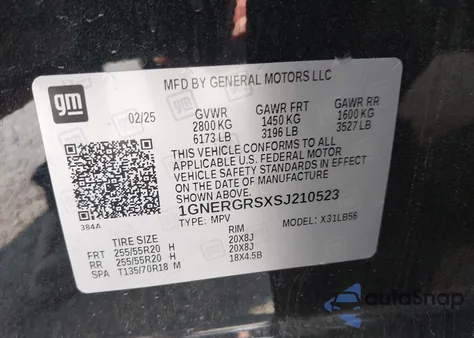 MFD BY GENERAL MOTORS LLC
gm
02/25 GVWR GAWR FRT GAWR RR
2800 KG 1450 KG 1600 KG
6173 LB 3196 LB 3527 LB
THIS VEHICLE CONFORMS TO ALL
APPLICABLE U.S. FEDERAL MOTOR
VEHICLE SAFETY STANDARDS IN EFFECT
ON THE DATE OF MANUFACTURE
SHOWN ABOVE.
384A
1GNERGRSXSJ210523
TYPE: MPV MODEL: X31LB56
TIRE SIZE RIM
FRT 255/55R20 H 20X8J
RR 255/55R20 H 20X8J
SPA T135/70R18 M 18X4.5B
AutoSnap